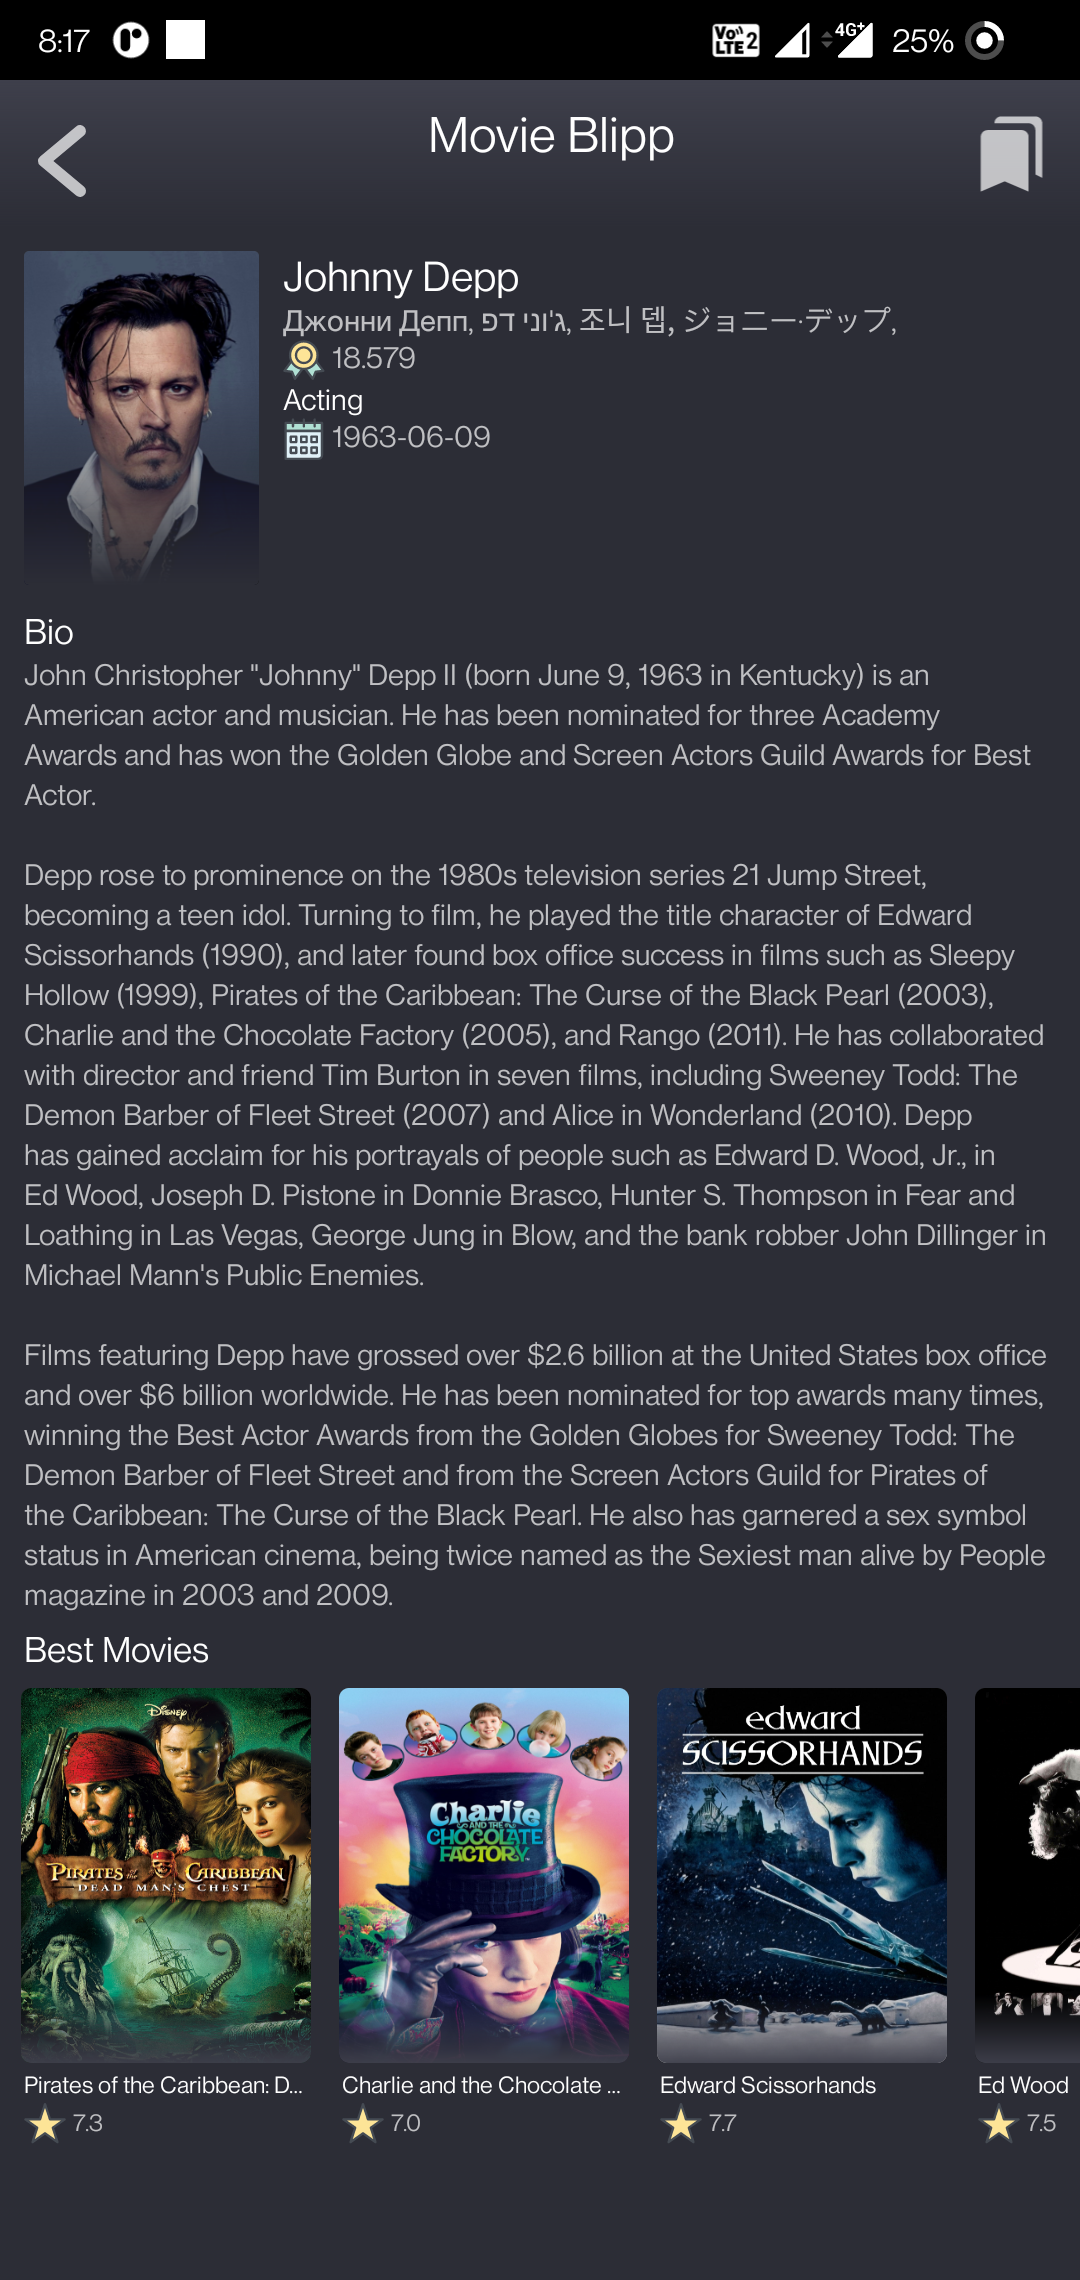 8:17
Vo)) LTE 2
4G+
25%
Movie Blipp
Johnny Depp
Джонни Депп, ג'וני דפ, 조니 뎁, ジョニー·デップ,
18.579
Acting
1963-06-09
Bio
John Christopher "Johnny" Depp II (born June 9, 1963 in Kentucky) is an
American actor and musician. He has been nominated for three Academy
Awards and has won the Golden Globe and Screen Actors Guild Awards for Best
Actor.
Depp rose to prominence on the 1980s television series 21 Jump Street,
becoming a teen idol. Turning to film, he played the title character of Edward
Scissorhands (1990), and later found box office success in films such as Sleepy
Hollow (1999), Pirates of the Caribbean: The Curse of the Black Pearl (2003),
Charlie and the Chocolate Factory (2005), and Rango (2011). He has collaborated
with director and friend Tim Burton in seven films, including Sweeney Todd: The
Demon Barber of Fleet Street (2007) and Alice in Wonderland (2010). Depp
has gained acclaim for his portrayals of people such as Edward D. Wood, Jr., in
Ed Wood, Joseph D. Pistone in Donnie Brasco, Hunter S. Thompson in Fear and
Loathing in Las Vegas, George Jung in Blow, and the bank robber John Dillinger in
Michael Mann's Public Enemies.
Films featuring Depp have grossed over $2.6 billion at the United States box office
and over $6 billion worldwide. He has been nominated for top awards many times,
winning the Best Actor Awards from the Golden Globes for Sweeney Todd: The
Demon Barber of Fleet Street and from the Screen Actors Guild for Pirates of
the Caribbean: The Curse of the Black Pearl. He also has garnered a sex symbol
status in American cinema, being twice named as the Sexiest man alive by People
magazine in 2003 and 2009.
Best Movies
Disney
PIRATES of the CARIBBEAN
DEAD MAN'S CHEST
Charlie
AND THE
CHOCOLATE
FACTORY
edward
SCISSORHANDS
Pirates of the Caribbean: D...
7.3
Charlie and the Chocolate ...
7.0
Edward Scissorhands
7.7
Ed Wood
7.5